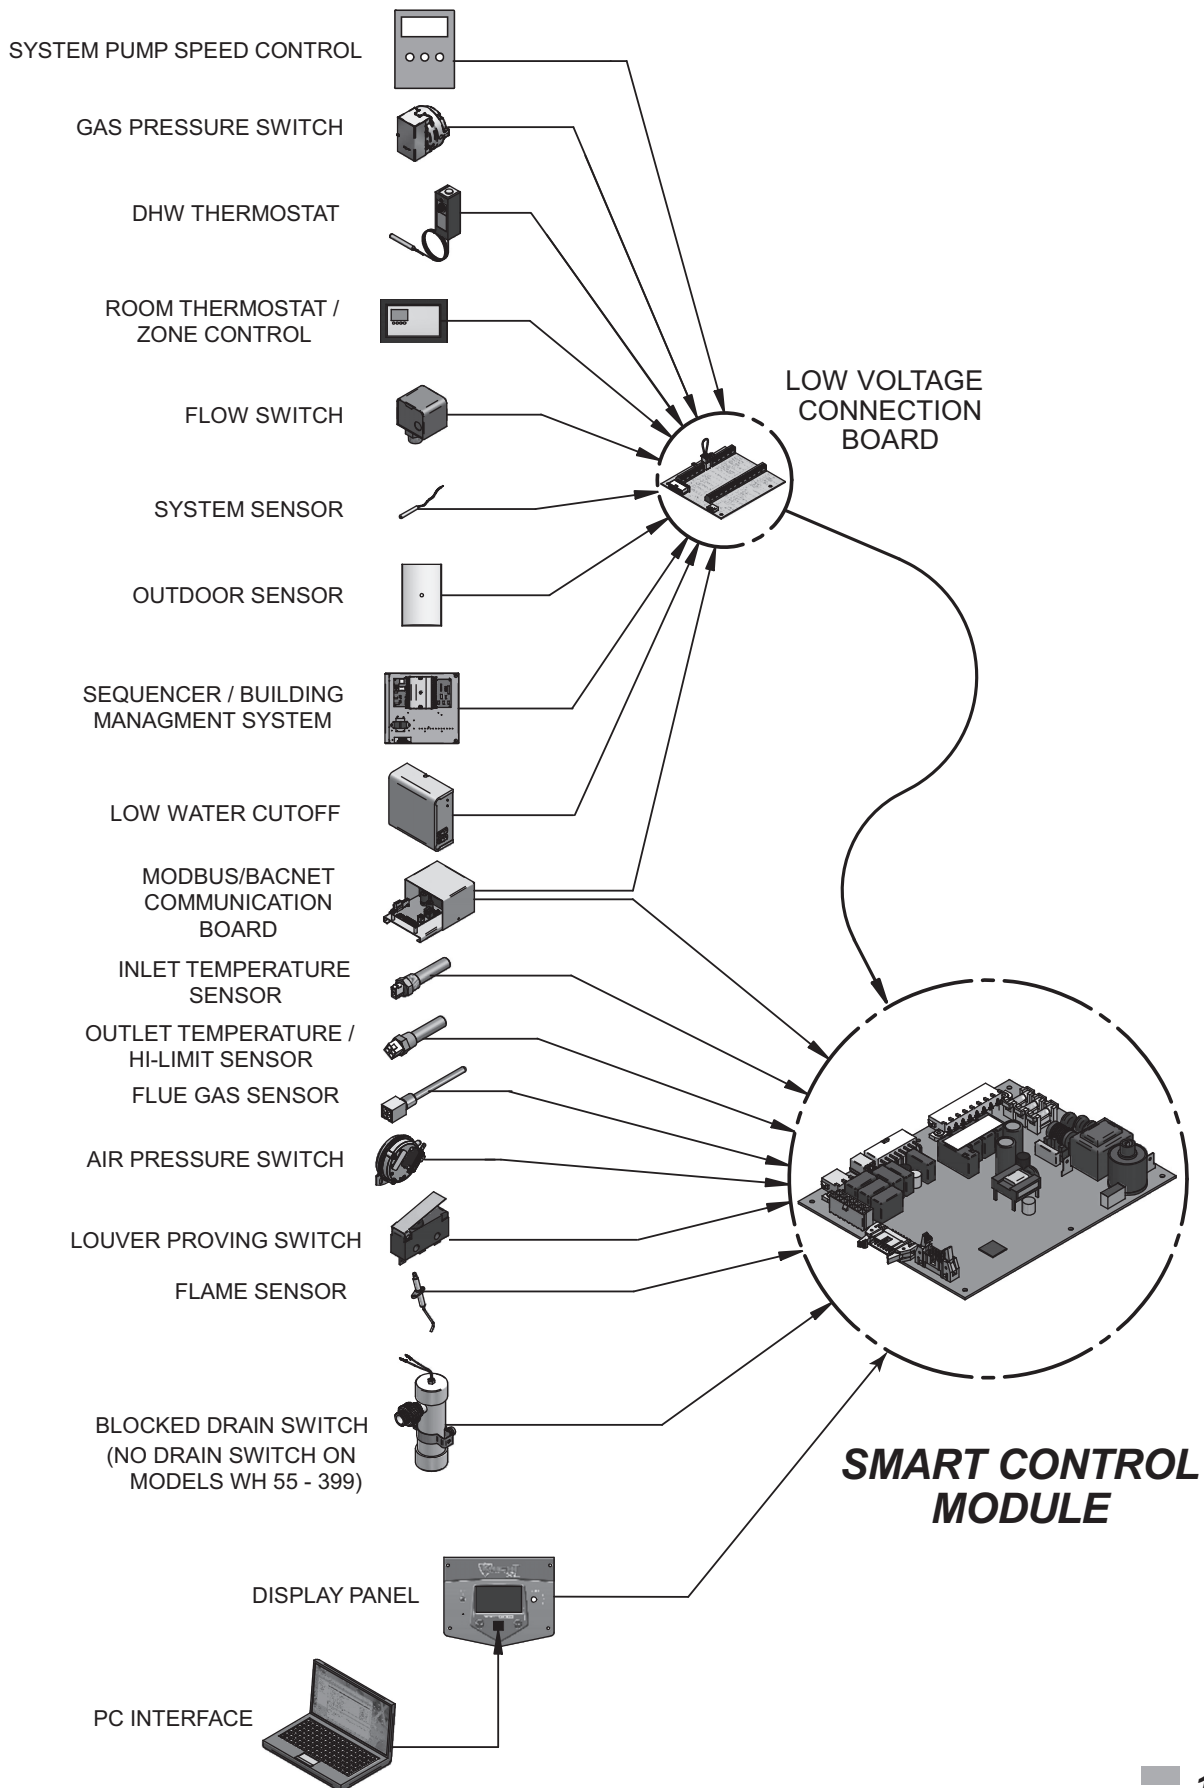 SYSTEM PUMP SPEED CONTROL
GAS PRESSURE SWITCH
DHW THERMOSTAT
ROOM THERMOSTAT /
ZONE CONTROL
FLOW SWITCH
LOW VOLTAGE
CONNECTION
BOARD
SYSTEM SENSOR
OUTDOOR SENSOR
SEQUENCER / BUILDING
MANAGMENT SYSTEM
LOW WATER CUTOFF
MODBUS/BACNET
COMMUNICATION
BOARD
INLET TEMPERATURE
SENSOR
OUTLET TEMPERATURE /
HI-LIMIT SENSOR
FLUE GAS SENSOR
AIR PRESSURE SWITCH
LOUVER PROVING SWITCH
FLAME SENSOR
BLOCKED DRAIN SWITCH
(NO DRAIN SWITCH ON
MODELS WH 55 - 399)
SMART CONTROL
MODULE
DISPLAY PANEL
PC INTERFACE